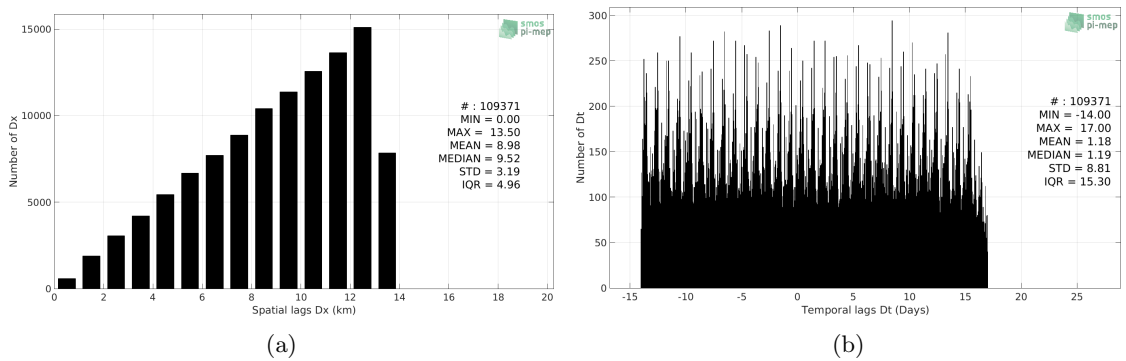 smos
pi-mep
15000
10000
5000
0
Number of Dx
# : 109371
MIN = 0.00
MAX = 13.50
MEAN = 8.98
MEDIAN = 9.52
STD = 3.19
IQR = 4.96
0 2 4 6 8 10 12 14 16 18 20
Spatial lags Dx (km)
(a)
smos
pi-mep
300
250
200
150
100
50
0
Number of Dt
# : 109371
MIN = -14.00
MAX = 17.00
MEAN = 1.18
MEDIAN = 1.19
STD = 8.81
IQR = 15.30
-15 -10 -5 0 5 10 15 20 25
Temporal lags Dt (Days)
(b)